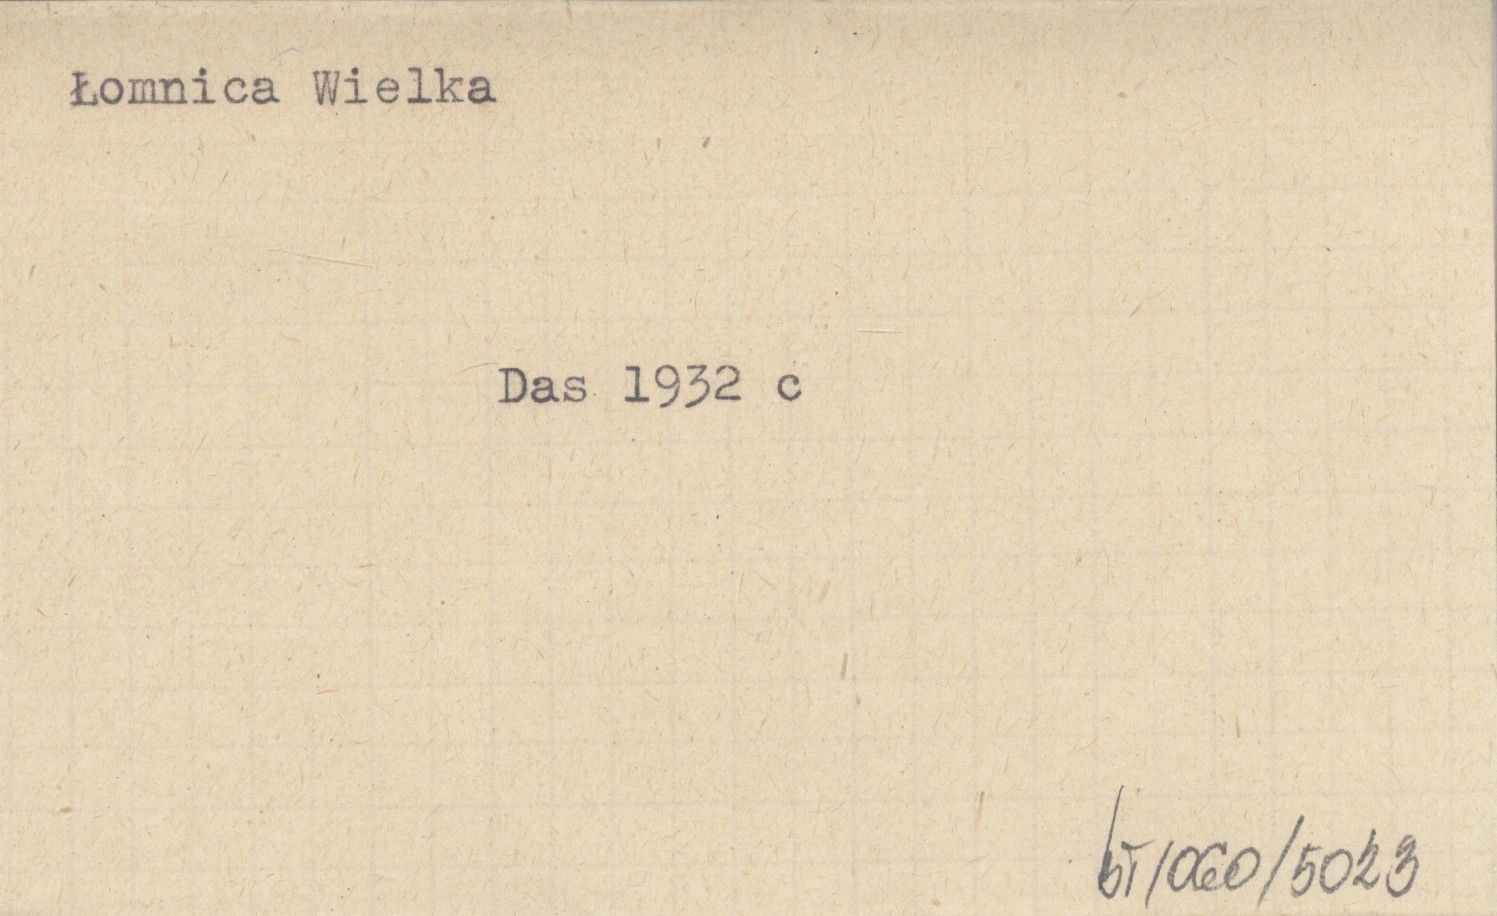 Łomnica Wielka
Das 1932 c
bT/060/5023